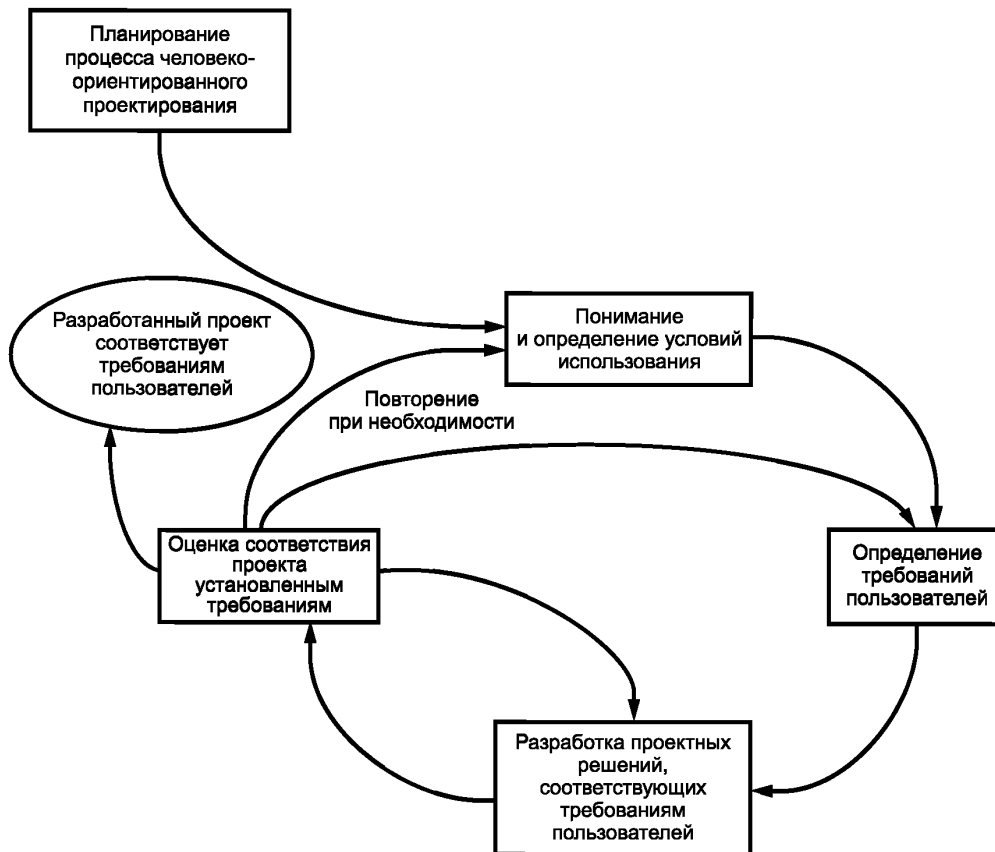 Планирование
процесса человеко-
ориентированного
проектирования
Разработанный проект
соответствует
требованиям
пользователей
Понимание
и определение условий
использования
Повторение
при необходимости
Оценка соответствия
проекта
установленным
требованиям
Определение
требований
пользователей
Разработка проектных
решений,
соответствующих
требованиям
пользователей